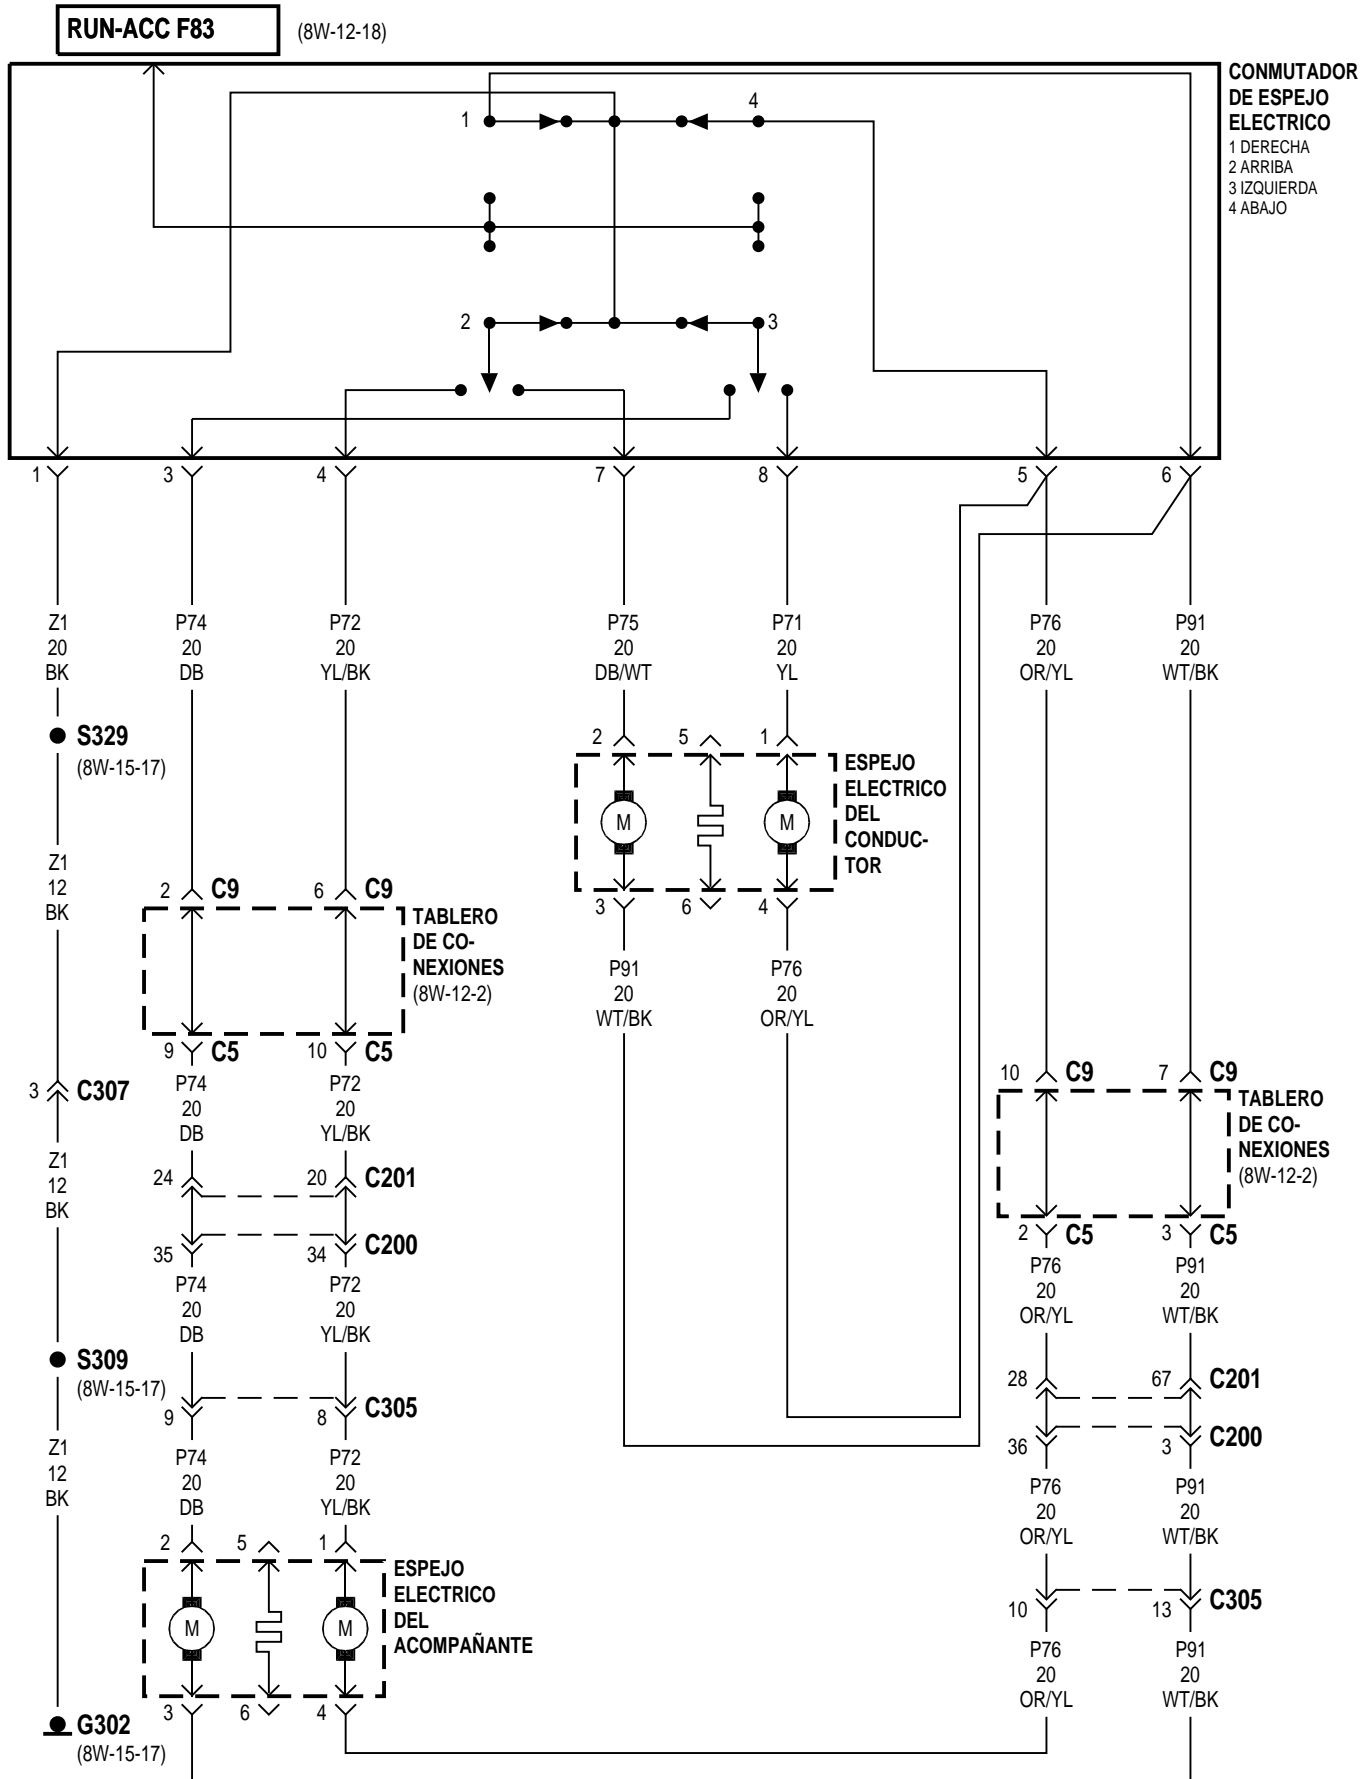 RUN-ACC F83
(8W-12-18)
CONMUTADOR
DE ESPEJO
ELECTRICO
1 DERECHA
2 ARRIBA
3 IZQUIERDA
4 ABAJO
1
4
2
3
1
3
4
7
8
5
6
Z1
20
BK
P74
20
DB
P72
20
YL/BK
P75
20
DB/WT
P71
20
YL
P76
20
OR/YL
P91
20
WT/BK
S329
(8W-15-17)
2
5
1
M
M
ESPEJO
ELECTRICO
DEL
CONDUC-
TOR
3
6
4
P91
20
WT/BK
P76
20
OR/YL
Z1
12
BK
2 C9
6 C9
TABLERO
DE CO-
NEXIONES
(8W-12-2)
9 C5
10 C5
P74
20
DB
P72
20
YL/BK
3 C307
Z1
12
BK
24
20 C201
35
34 C200
P74
20
DB
P72
20
YL/BK
10 C9
7 C9
TABLERO
DE CO-
NEXIONES
(8W-12-2)
2 C5
3 C5
P76
20
OR/YL
P91
20
WT/BK
S309
(8W-15-17)
9
8 C305
28
67 C201
36
3 C200
Z1
12
BK
P74
20
DB
P72
20
YL/BK
P76
20
OR/YL
P91
20
WT/BK
2
5
1
M
M
ESPEJO
ELECTRICO
DEL
ACOMPAÑANTE
3
6
4
10
13 C305
P76
20
OR/YL
P91
20
WT/BK
G302
(8W-15-17)